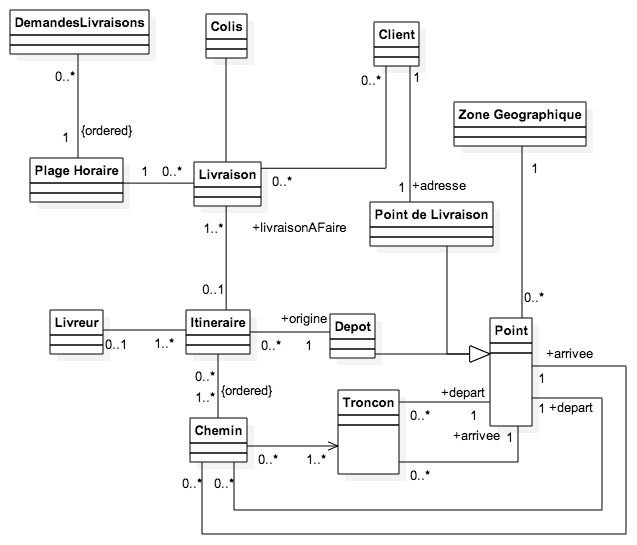 DemandesLivraisons
Colis
Client
0..*
0..*
1
Zone Geographique
1
{ordered}
Plage Horaire
1
0..*
Livraison
0..*
1
+adresse
1
Point de Livraison
1..*
+livraisonAFaire
0..1
0..*
Livreur
0..1
1..*
Itineraire
+origine
0..*
1
Depot
Point
+arrivee
1
0..*
{ordered}
1..*
Troncon
+depart
0..*
1
1
+depart
Chemin
0..*
1..*
+arrivee
1
0..*
0..*
0..*